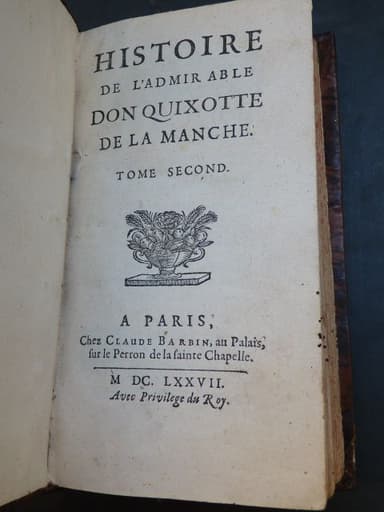 HISTOIRE
DE L'ADMIRABLE
DON QUIXOTTE
DE LA MANCHE.
TOME SECOND.
A PARIS,
Chez CLAUDE BARBIN, au Palais,
sur le Perron de la sainte Chapelle.
M DC. LXXVII.
Avec Privilege du Roy.